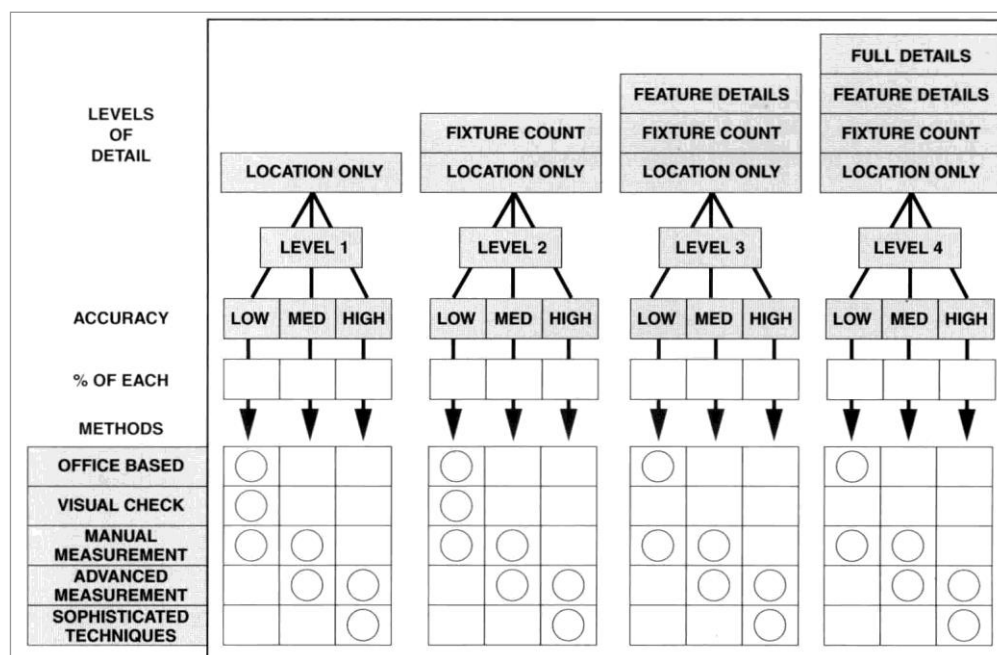 FULL DETAILS
FEATURE DETAILS
FEATURE DETAILS
LEVELS
OF
DETAIL
FIXTURE COUNT
FIXTURE COUNT
FIXTURE COUNT
LOCATION ONLY
LOCATION ONLY
LOCATION ONLY
LOCATION ONLY
LEVEL 1
LEVEL 2
LEVEL 3
LEVEL 4
ACCURACY
LOW MED HIGH
LOW MED HIGH
LOW MED HIGH
LOW MED HIGH
% OF EACH
METHODS
OFFICE BASED
VISUAL CHECK
MANUAL
MEASUREMENT
ADVANCED
MEASUREMENT
SOPHISTICATED
TECHNIQUES